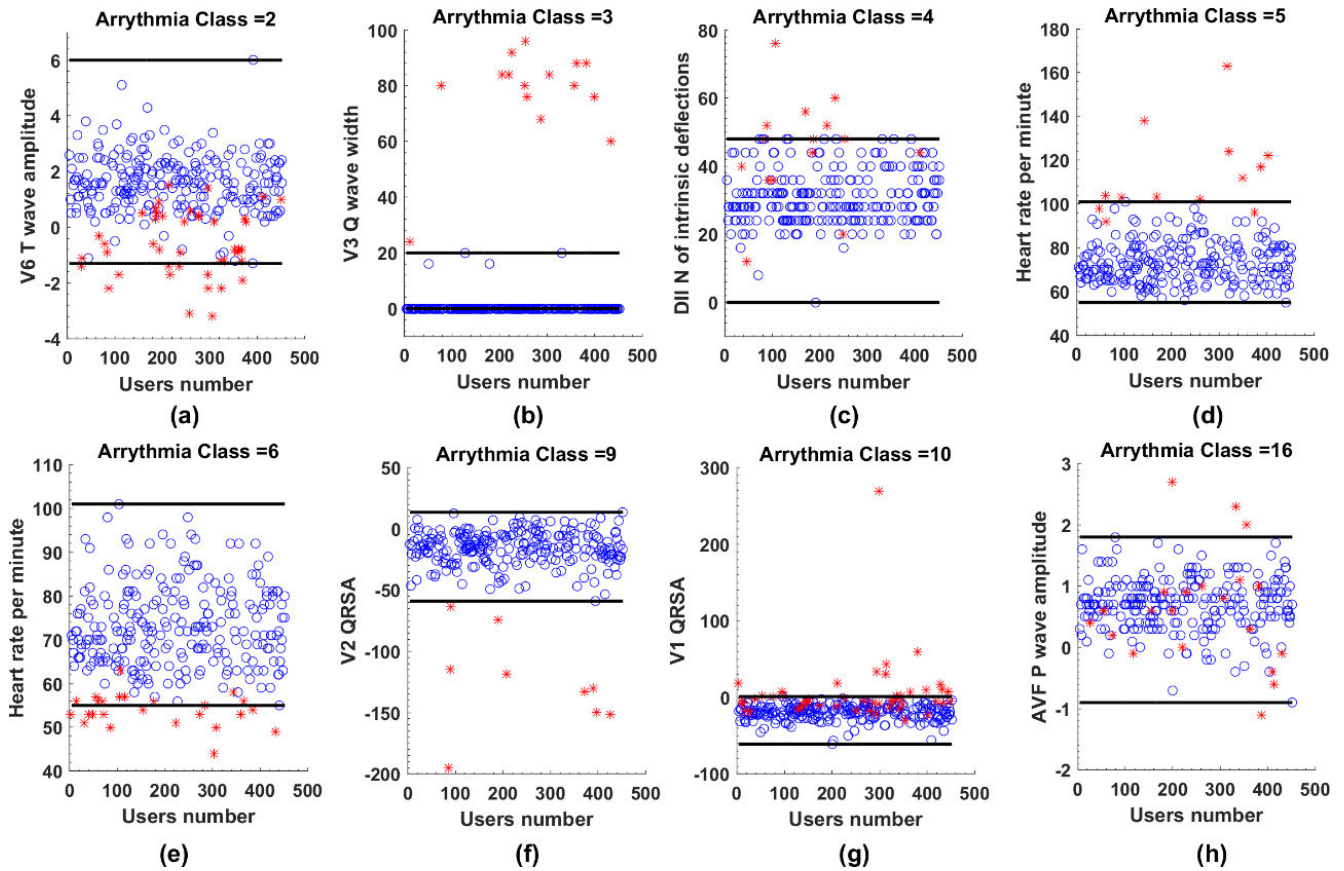 Arrythmia Class =2
V6 T wave amplitude
6
4
2
0
-2
-4
0 100 200 300 400 500
Users number
(a)
Arrythmia Class =3
V3 Q wave width
100
80
60
40
20
0
0 100 200 300 400 500
Users number
(b)
Arrythmia Class =4
DII N of intrinsic deflections
80
60
40
20
0
0 100 200 300 400 500
Users number
(c)
Arrythmia Class =5
Heart rate per minute
180
160
140
120
100
80
60
40
0 100 200 300 400 500
Users number
(d)
Arrythmia Class =6
Heart rate per minute
110
100
90
80
70
60
50
40
0 100 200 300 400 500
Users number
(e)
Arrythmia Class =9
V2 QRSA
50
0
-50
-100
-150
-200
0 100 200 300 400 500
Users number
(f)
Arrythmia Class =10
V1 QRSA
300
200
100
0
-100
0 100 200 300 400 500
Users number
(g)
Arrythmia Class =16
AVF P wave amplitude
3
2
1
0
-1
-2
0 100 200 300 400 500
Users number
(h)